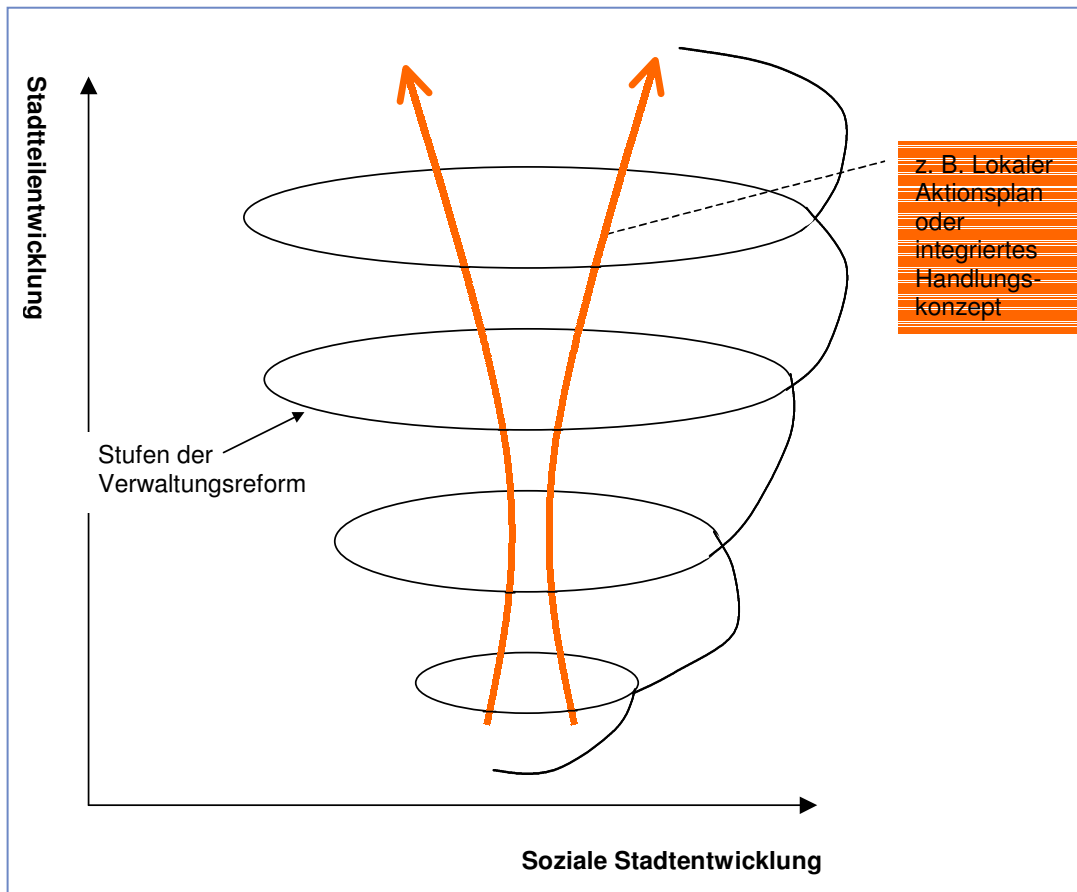 Stadtteilentwicklung
z. B. Lokaler
Aktionsplan
oder
integriertes
Handlungs-
konzept
Stufen der
Verwaltungsreform
Soziale Stadtentwicklung